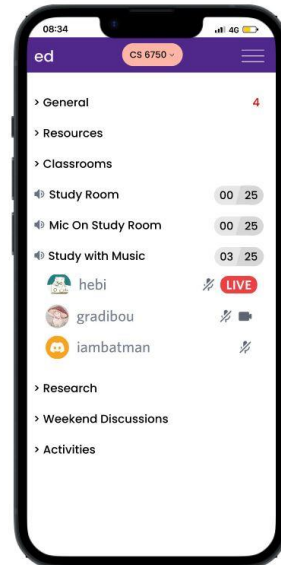 08:34 4G
ed CS 6750
> General 4
> Resources
> Classrooms
Study Room 00 25
Mic On Study Room 00 25
Study with Music 03 25
hebi LIVE
gradibou
iambatman
> Research
> Weekend Discussions
> Activities